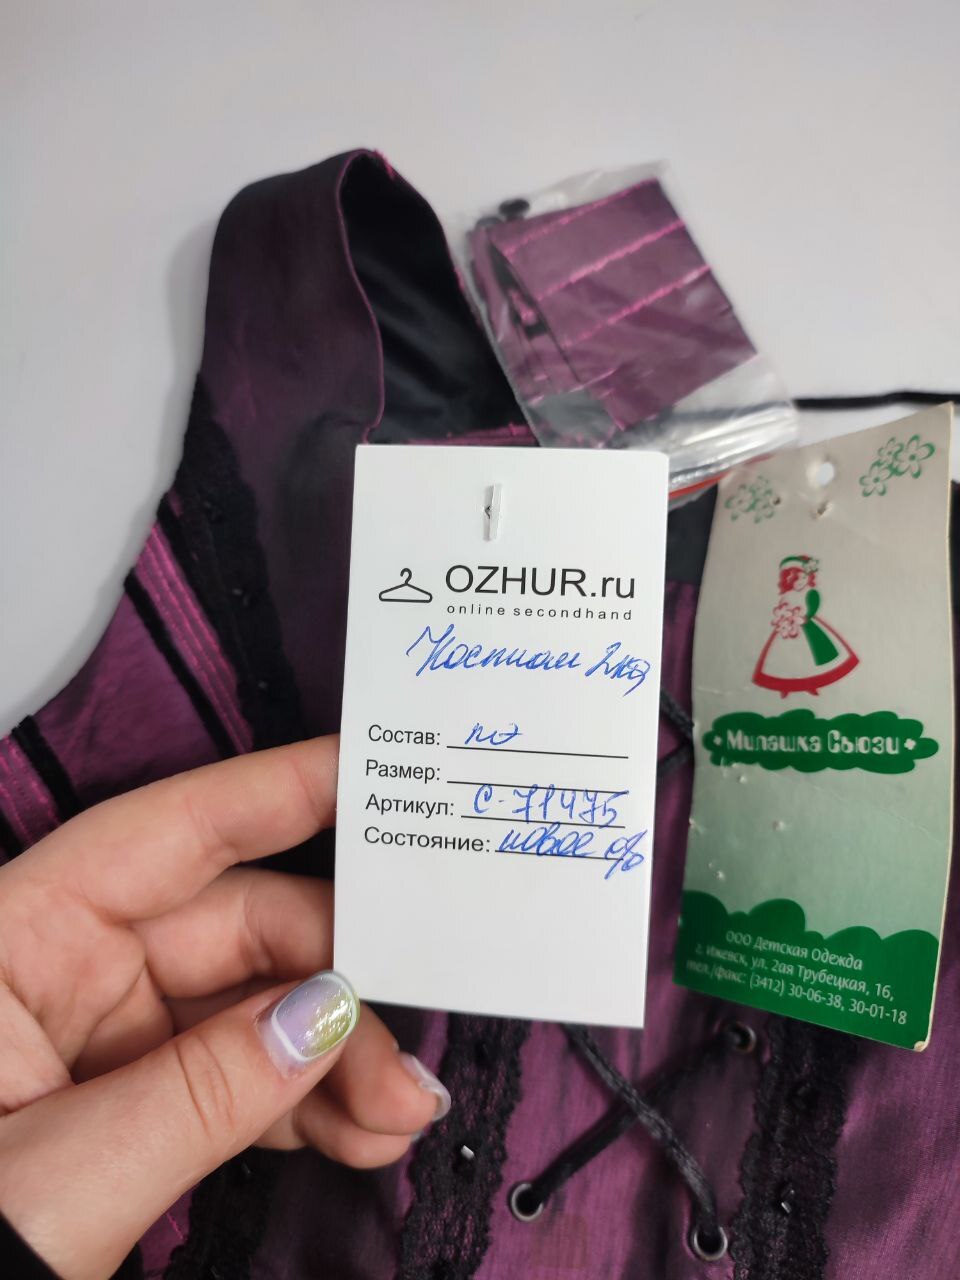 OZHUR.ru
online secondhand
Костюм 2ка
Состав: пэ
Размер:
Артикул: С-71475
Состояние: новое б/
• Милашка Сьюзи •
ООО Детская Одежда
г. Ижевск, ул. 2ая Трубецкая, 16,
тел./факс: (3412) 30-06-38, 30-01-18